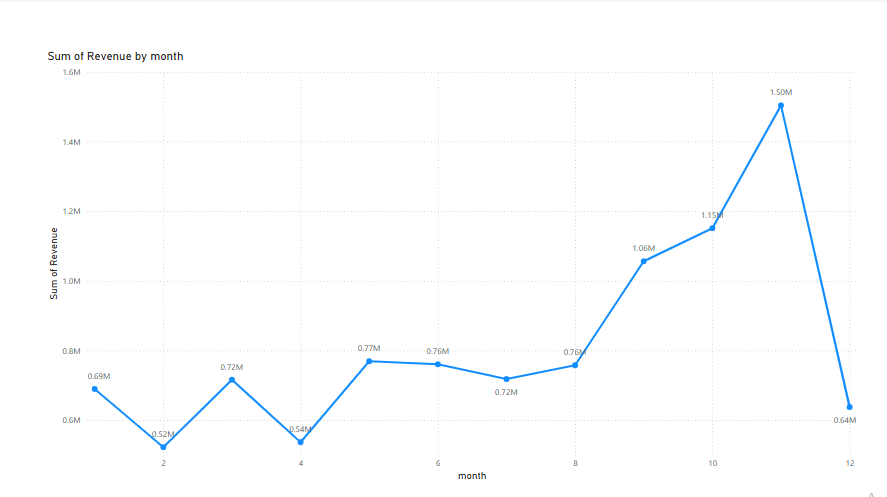 Sum of Revenue by month
1.6M
1.50M
1.4M
1.2M
1.15M
1.06M
Sum of Revenue
1.0M
0.8M
0.77M
0.76M
0.76M
0.69M
0.72M
0.72M
0.6M
0.52M
0.54M
0.64M
2 4 6 8 10 12
month